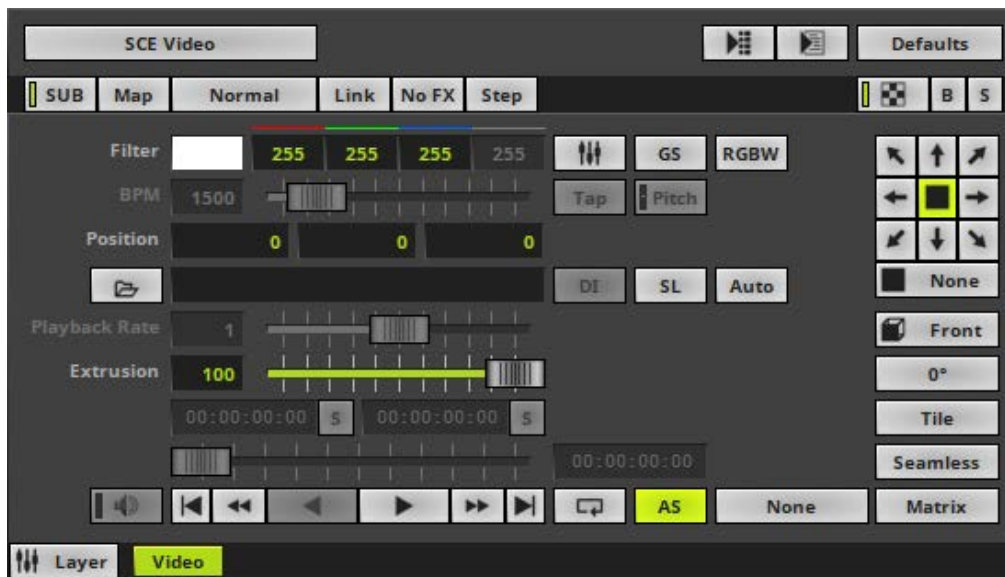 SCE Video Defaults
SUB Map Normal Link No FX Step B S
Filter 255 255 255 255 GS RGBW
BPM 1500 Tap Pitch
Position 0 0 0
DI SL Auto None
Playback Rate 1 Front
Extrusion 100 0°
00:00:00:00 S 00:00:00:00 S Tile
00:00:00:00 Seamless
AS None Matrix
Layer Video